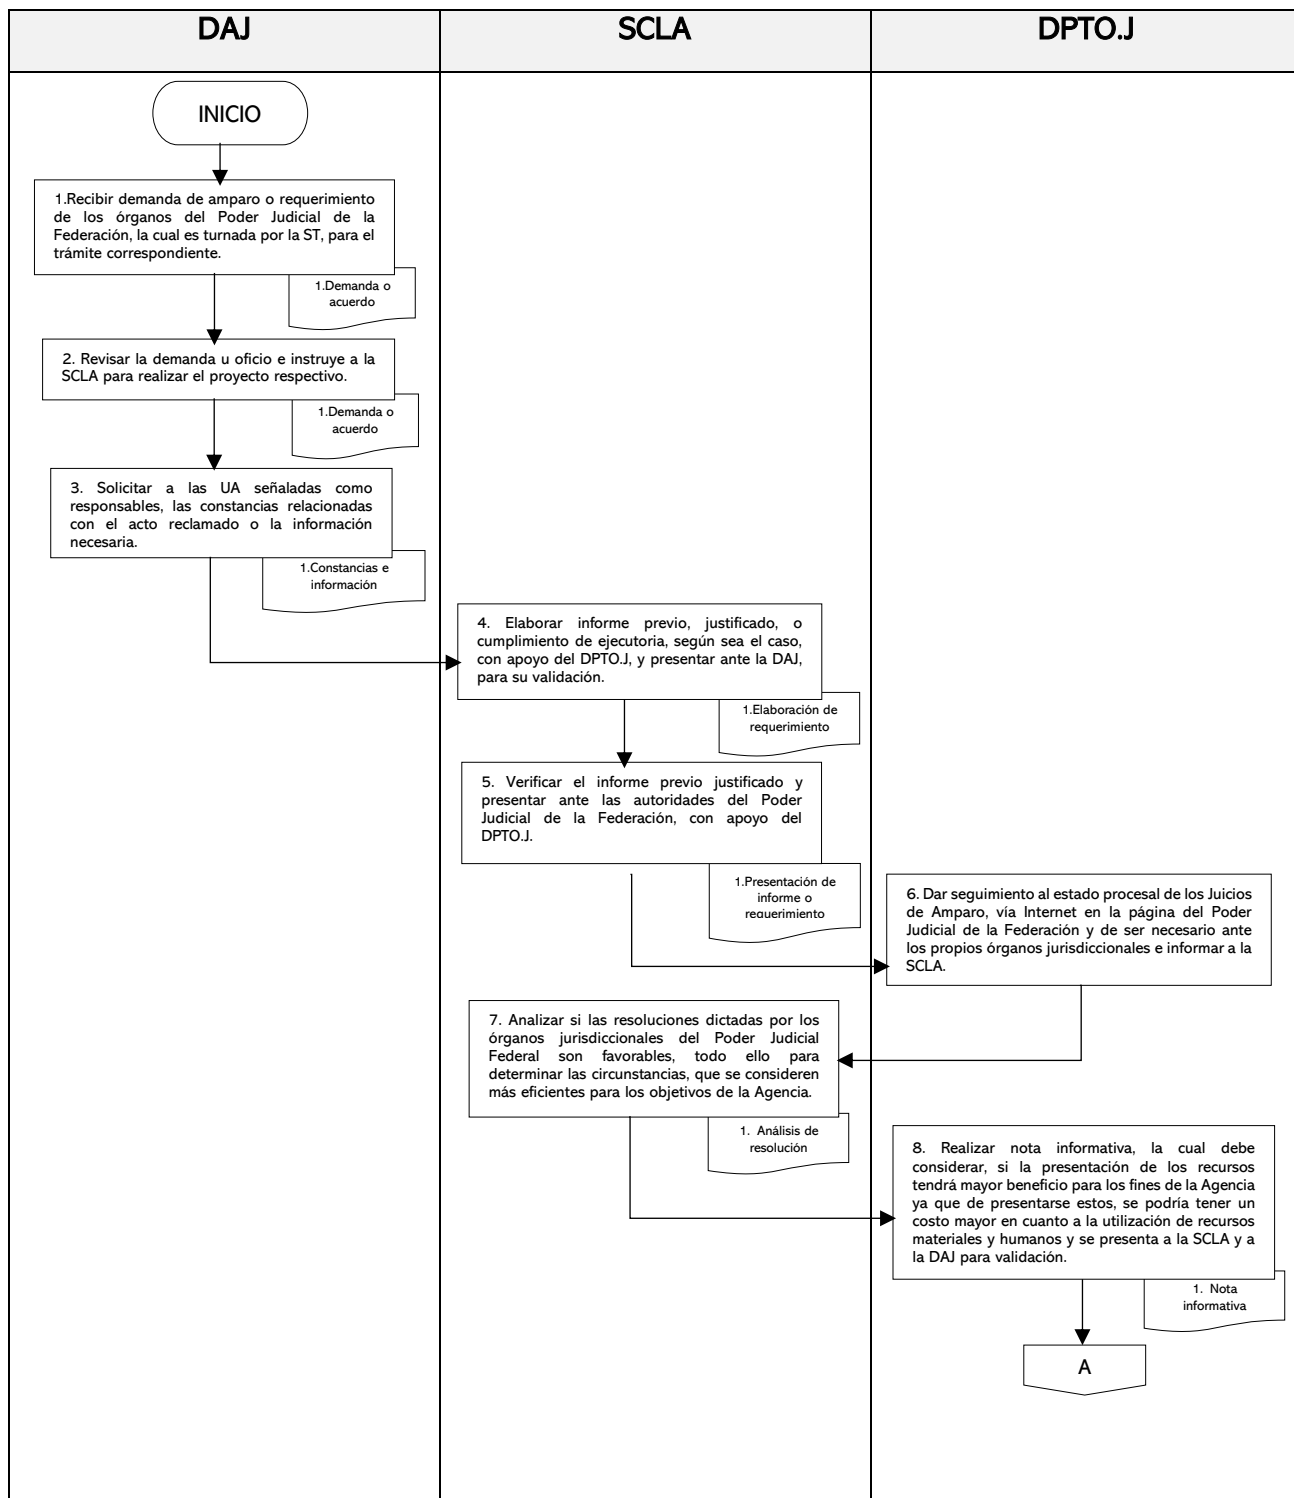 DAJ
SCLA
DPTO.J
INICIO
1.Recibir demanda de amparo o requerimiento
de los órganos del Poder Judicial de la
Federación, la cual es turnada por la ST, para el
trámite correspondiente.
1.Demanda o
acuerdo
2. Revisar la demanda u oficio e instruye a la
SCLA para realizar el proyecto respectivo.
1.Demanda o
acuerdo
3. Solicitar a las UA señaladas como
responsables, las constancias relacionadas
con el acto reclamado o la información
necesaria.
1.Constancias e
información
4. Elaborar informe previo, justificado, o
cumplimiento de ejecutoria, según sea el caso,
con apoyo del DPTO.J, y presentar ante la DAJ,
para su validación.
1.Elaboración de
requerimiento
5. Verificar el informe previo justificado y
presentar ante las autoridades del Poder
Judicial de la Federación, con apoyo del
DPTO.J.
1.Presentación de
informe o
requerimiento
6. Dar seguimiento al estado procesal de los Juicios
de Amparo, vía Internet en la página del Poder
Judicial de la Federación y de ser necesario ante
los propios órganos jurisdiccionales e informar a la
SCLA.
7. Analizar si las resoluciones dictadas por los
órganos jurisdiccionales del Poder Judicial
Federal son favorables, todo ello para
determinar las circunstancias, que se consideren
más eficientes para los objetivos de la Agencia.
1. Análisis de
resolución
8. Realizar nota informativa, la cual debe
considerar, si la presentación de los recursos
tendrá mayor beneficio para los fines de la Agencia
ya que de presentarse estos, se podría tener un
costo mayor en cuanto a la utilización de recursos
materiales y humanos y se presenta a la SCLA y a
la DAJ para validación.
1. Nota
informativa
A